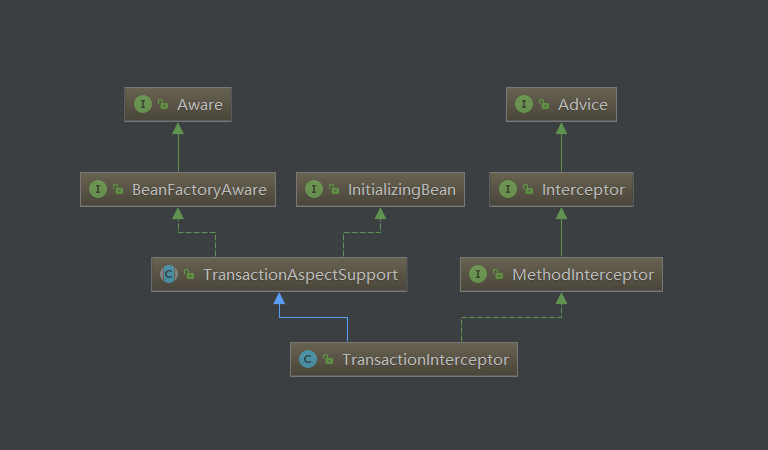 I Aware
I Advice
I BeanFactoryAware
I InitializingBean
I Interceptor
C TransactionAspectSupport
I MethodInterceptor
C TransactionInterceptor